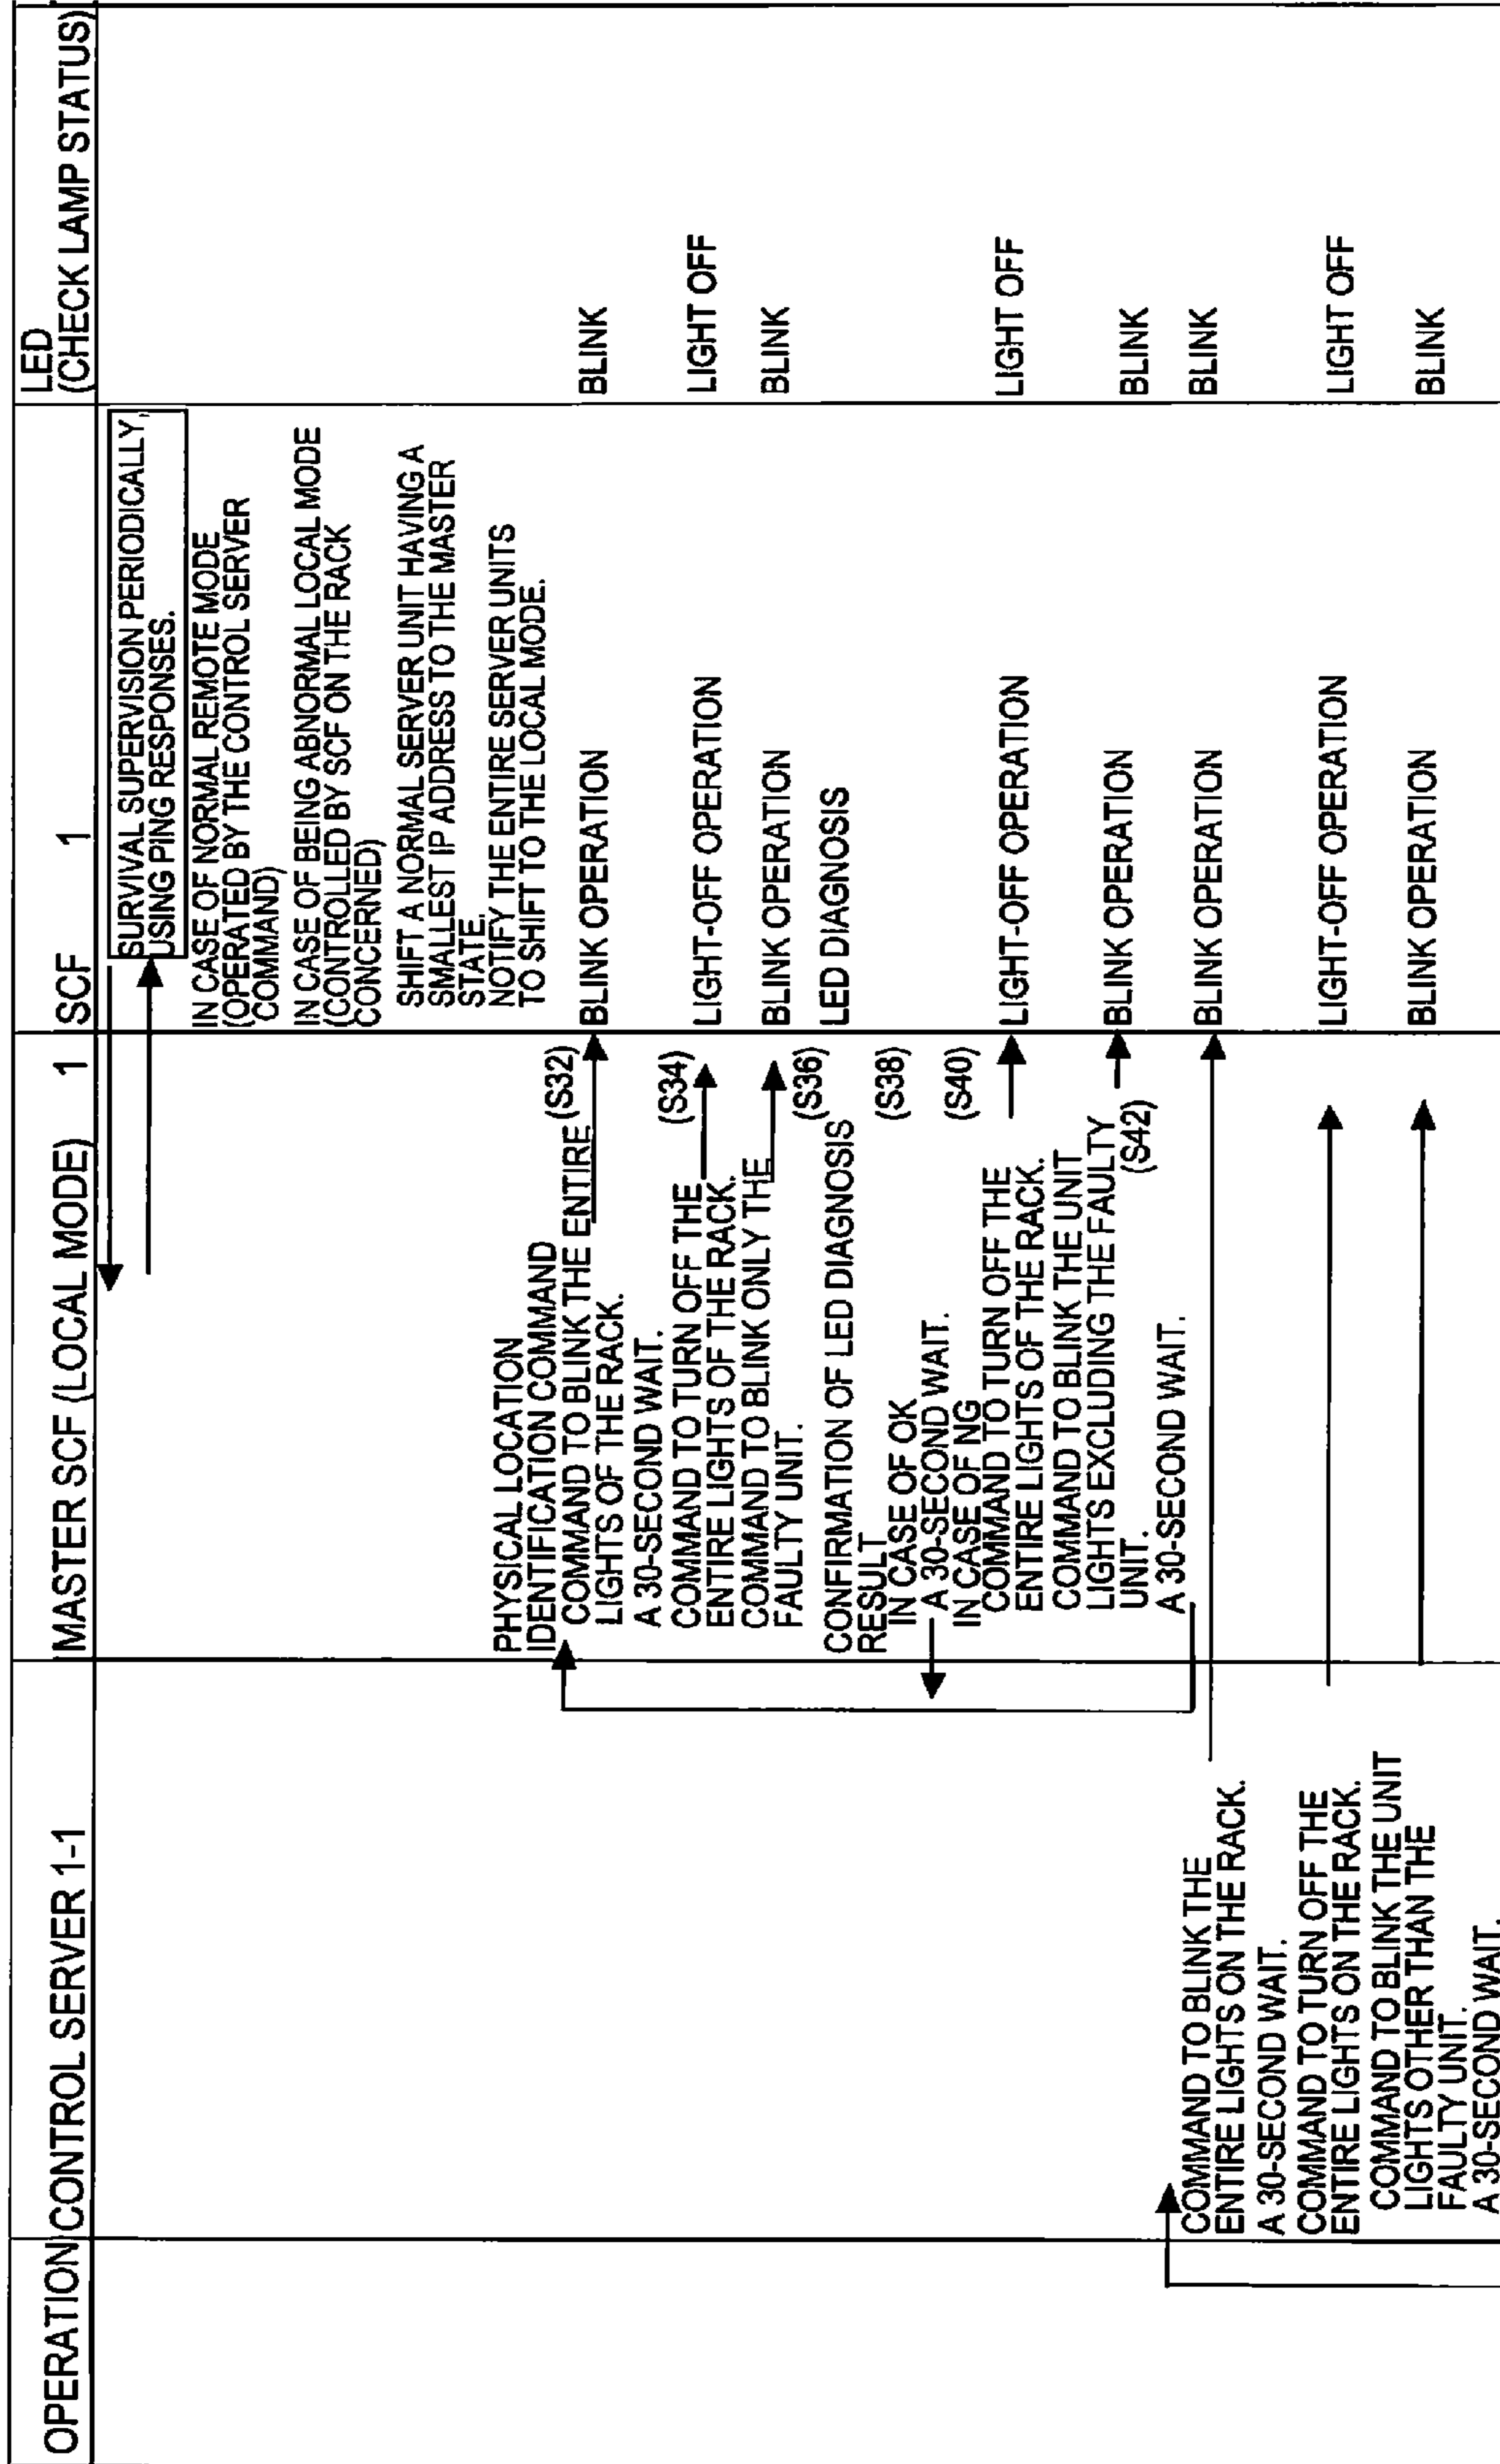 OPERATION
CONTROL SERVER 1-1
MASTER SCF (LOCAL MODE) 1
SCF 1
LED
(CHECK LAMP STATUS)
SURVIVAL SUPERVISION PERIODICALLY,
USING PING RESPONSES.
IN CASE OF NORMAL REMOTE MODE
(OPERATED BY THE CONTROL SERVER
COMMAND)
IN CASE OF BEING ABNORMAL LOCAL MODE
(CONTROLLED BY SCF ON THE RACK
CONCERNED)
SHIFT A NORMAL SERVER UNIT HAVING A
SMALLEST IP ADDRESS TO THE MASTER
STATE.
NOTIFY THE ENTIRE SERVER UNITS
TO SHIFT TO THE LOCAL MODE.
PHYSICAL LOCATION
IDENTIFICATION COMMAND
(S32)
COMMAND TO BLINK THE ENTIRE
LIGHTS OF THE RACK.
BLINK OPERATION
BLINK
A 30-SECOND WAIT.
(S34)
COMMAND TO TURN OFF THE
ENTIRE LIGHTS OF THE RACK.
LIGHT-OFF OPERATION
LIGHT OFF
COMMAND TO BLINK ONLY THE
FAULTY UNIT.
BLINK OPERATION
BLINK
(S36)
CONFIRMATION OF LED DIAGNOSIS
RESULT
LED DIAGNOSIS
(S38)
IN CASE OF OK
A 30-SECOND WAIT.
(S40)
IN CASE OF NG
COMMAND TO TURN OFF THE
ENTIRE LIGHTS OF THE RACK.
LIGHT-OFF OPERATION
LIGHT OFF
COMMAND TO BLINK THE UNIT
LIGHTS EXCLUDING THE FAULTY
UNIT.
(S42)
BLINK OPERATION
BLINK
A 30-SECOND WAIT.
COMMAND TO BLINK THE
ENTIRE LIGHTS ON THE RACK.
BLINK OPERATION
BLINK
A 30-SECOND WAIT.
COMMAND TO TURN OFF THE
ENTIRE LIGHTS ON THE RACK.
LIGHT-OFF OPERATION
LIGHT OFF
COMMAND TO BLINK THE UNIT
LIGHTS OTHER THAN THE
FAULTY UNIT.
BLINK OPERATION
BLINK
A 30-SECOND WAIT.